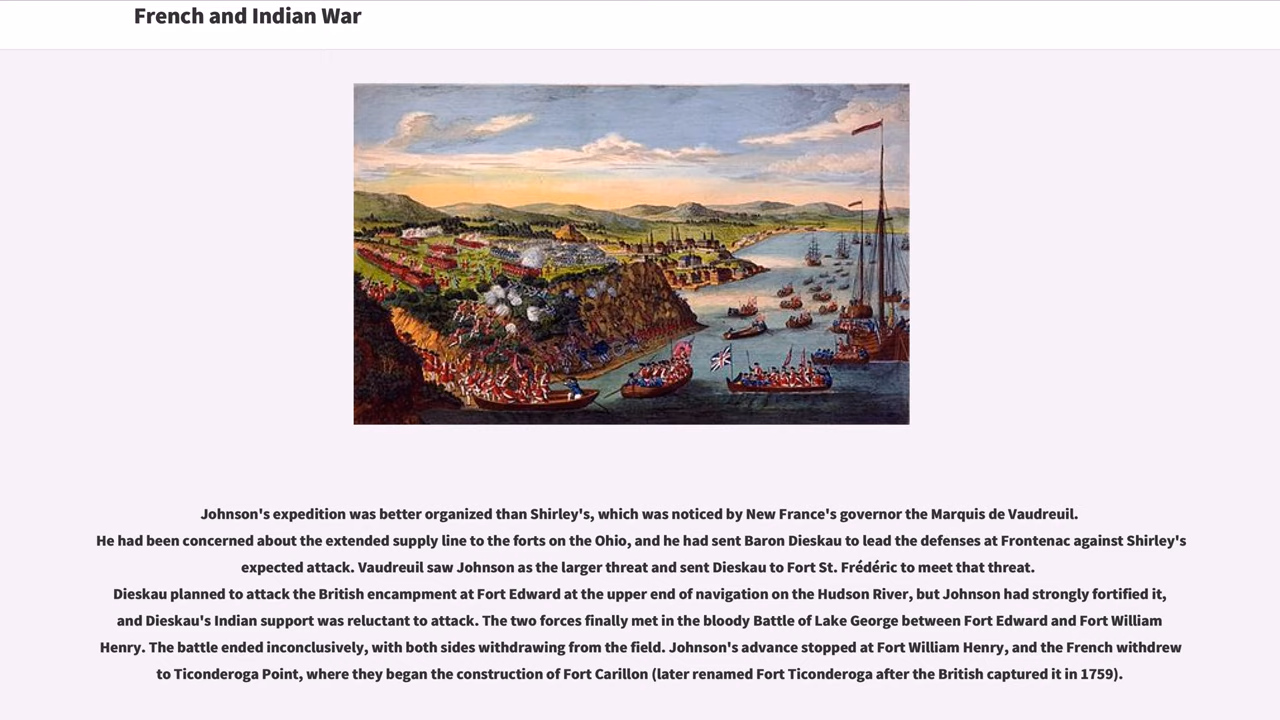 French and Indian War
Johnson's expedition was better organized than Shirley's, which was noticed by New France's governor the Marquis de Vaudreuil.
He had been concerned about the extended supply line to the forts on the Ohio, and he had sent Baron Dieskau to lead the defenses at Frontenac against Shirley's
expected attack. Vaudreuil saw Johnson as the larger threat and sent Dieskau to Fort St. Frédéric to meet that threat.
Dieskau planned to attack the British encampment at Fort Edward at the upper end of navigation on the Hudson River, but Johnson had strongly fortified it,
and Dieskau's Indian support was reluctant to attack. The two forces finally met in the bloody Battle of Lake George between Fort Edward and Fort William
Henry. The battle ended inconclusively, with both sides withdrawing from the field. Johnson's advance stopped at Fort William Henry, and the French withdrew
to Ticonderoga Point, where they began the construction of Fort Carillon (later renamed Fort Ticonderoga after the British captured it in 1759).